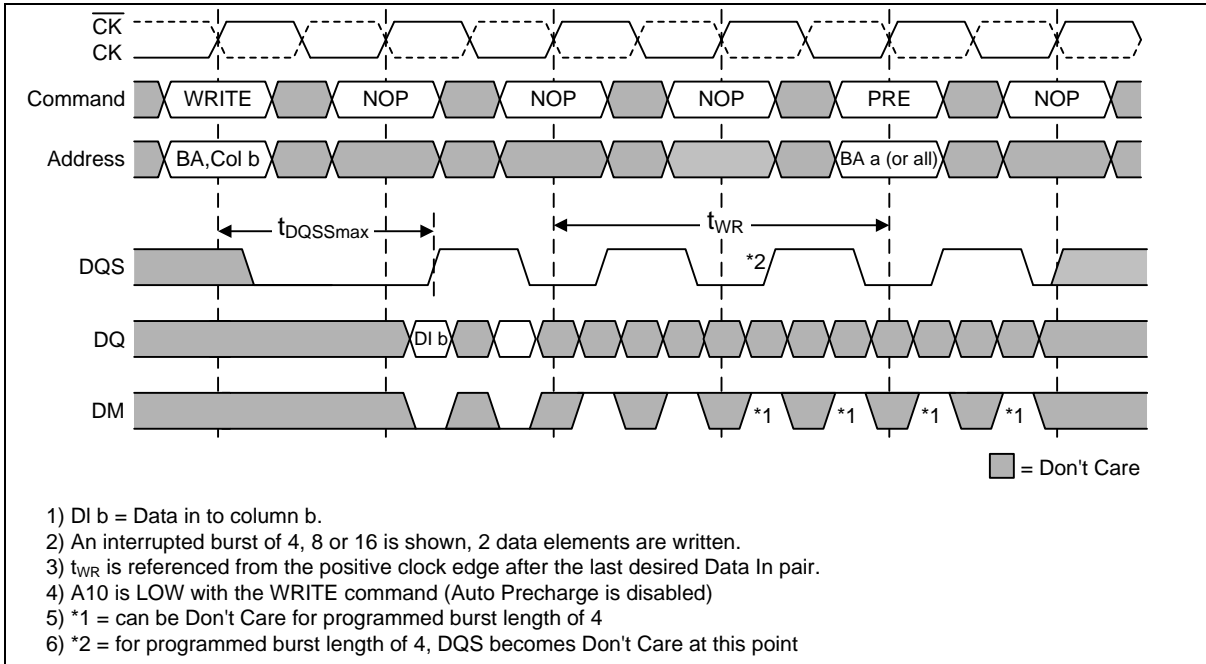 CK
CK
Command WRITE NOP NOP NOP PRE NOP
Address BA,Col b BA a (or all)
tDQSSmax tWR
DQS *2
DQ DI b
DM *1 *1 *1 *1
= Don't Care
1) DI b = Data in to column b.
2) An interrupted burst of 4, 8 or 16 is shown, 2 data elements are written.
3) tWR is referenced from the positive clock edge after the last desired Data In pair.
4) A10 is LOW with the WRITE command (Auto Precharge is disabled)
5) *1 = can be Don't Care for programmed burst length of 4
6) *2 = for programmed burst length of 4, DQS becomes Don't Care at this point